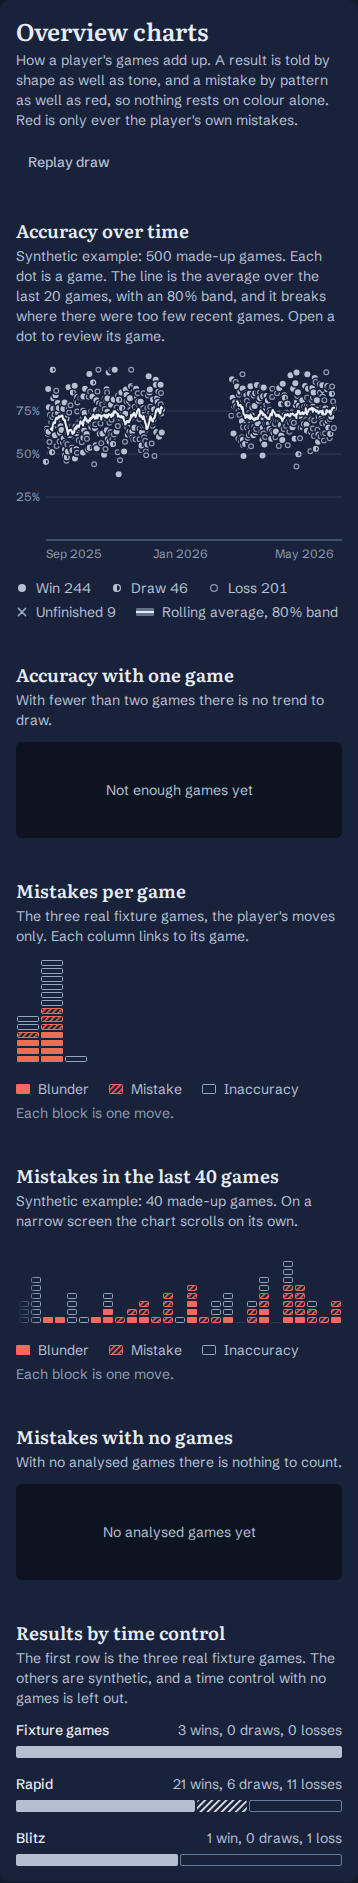 Overview charts
How a player's games add up. A result is told by
shape as well as tone, and a mistake by pattern
as well as red, so nothing rests on colour alone.
Red is only ever the player's own mistakes.
Replay draw
Accuracy over time
Synthetic example: 500 made-up games. Each
dot is a game. The line is the average over the
last 20 games, with an 80% band, and it breaks
where there were too few recent games. Open a
dot to review its game.
75%
50%
25%
Sep 2025 Jan 2026 May 2026
Win 244 Draw 46 Loss 201
Unfinished 9 Rolling average, 80% band
Accuracy with one game
With fewer than two games there is no trend to
draw.
Not enough games yet
Mistakes per game
The three real fixture games, the player's moves
only. Each column links to its game.
Blunder Mistake Inaccuracy
Each block is one move.
Mistakes in the last 40 games
Synthetic example: 40 made-up games. On a
narrow screen the chart scrolls on its own.
Blunder Mistake Inaccuracy
Each block is one move.
Mistakes with no games
With no analysed games there is nothing to count.
No analysed games yet
Results by time control
The first row is the three real fixture games. The
others are synthetic, and a time control with no
games is left out.
Fixture games 3 wins, 0 draws, 0 losses
Rapid 21 wins, 6 draws, 11 losses
Blitz 1 win, 0 draws, 1 loss